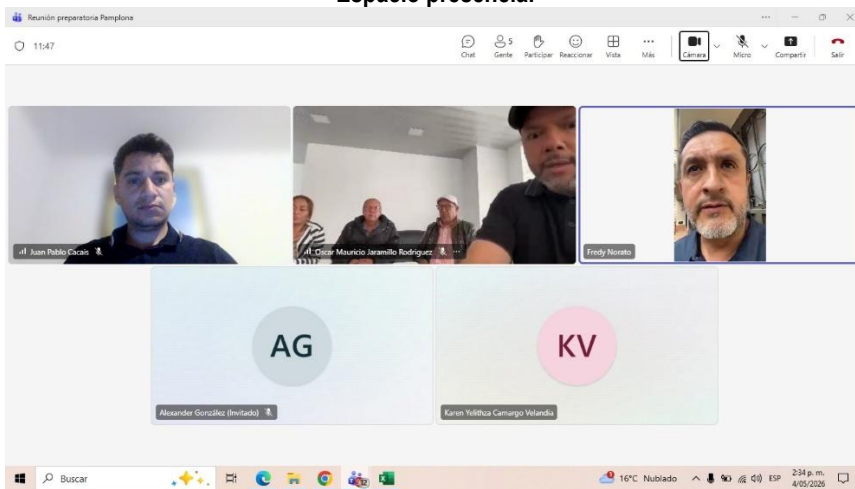 Espacio presencial
Reunión preparatoria Pamplona
11:47
Chat
5
Gente
Participar
Reaccionar
Vista
Más
Cámara
Micro
Compartir
Salir
Juan Pablo Cacais
Oscar Mauricio Jaramillo Rodriguez
Fredy Norato
AG
Alexander González (Invitado)
KV
Karen Yelithza Camargo Velandia
Buscar
16°C Nublado
ESP
2:34 p. m.
4/05/2026